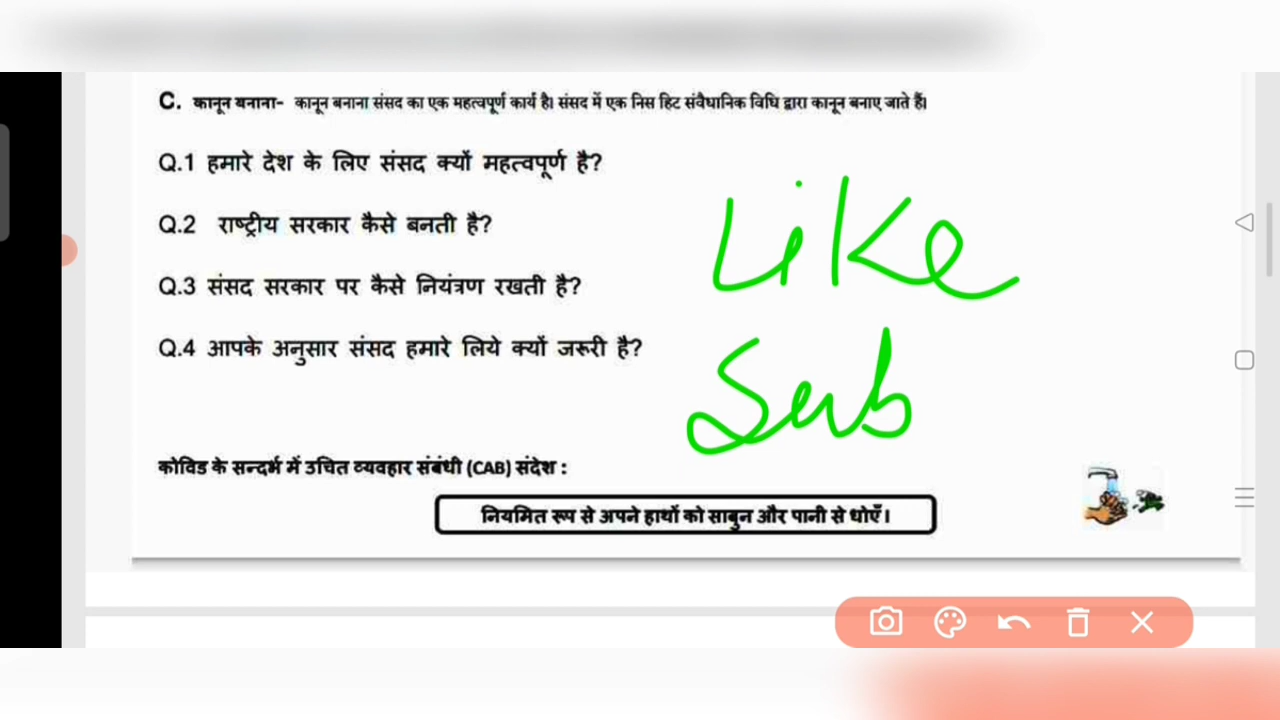 C. कानून बनाना- कानून बनाना संसद का एक महत्वपूर्ण कार्य है। संसद में एक निस हिट संवैधानिक विधि द्वारा कानून बनाए जाते हैं।
Q.1 हमारे देश के लिए संसद क्यों महत्वपूर्ण है?
Q.2 राष्ट्रीय सरकार कैसे बनती है?
Q.3 संसद सरकार पर कैसे नियंत्रण रखती है?
Q.4 आपके अनुसार संसद हमारे लिये क्यों जरूरी है?
Like
Sub
कोविड के सन्दर्भ में उचित व्यवहार संबंधी (CAB) संदेश :
नियमित रूप से अपने हाथों को साबुन और पानी से धोएँ।